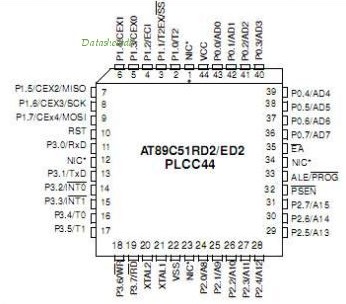 Datasheet
P1.4/CEX1
P1.3/CEX0
P1.2/ECI
P1.1/T2EX/SS
P1.0/T2
NIC*
VCC
P0.0/AD0
P0.1/AD1
P0.2/AD2
P0.3/AD3
6 5 4 3 2 1 44 43 42 41 40
P1.5/CEX2/MISO 7
P1.6/CEX3/SCK 8
P1.7/CEx4/MOSI 9
RST 10
P3.0/RxD 11
NIC* 12
P3.1/TxD 13
P3.2/INT0 14
P3.3/INT1 15
P3.4/T0 16
P3.5/T1 17
AT89C51RD2/ED2
PLCC44
39 P0.4/AD4
38 P0.5/AD5
37 P0.6/AD6
36 P0.7/AD7
35 EA
34 NIC*
33 ALE/PROG
32 PSEN
31 P2.7/A15
30 P2.6/A14
29 P2.5/A13
18 19 20 21 22 23 24 25 26 27 28
P3.6/WR
P3.7/RD
XTAL2
XTAL1
VSS
NIC*
P2.0/A8
P2.1/A9
P2.2/A10
P2.3/A11
P2.4/A12